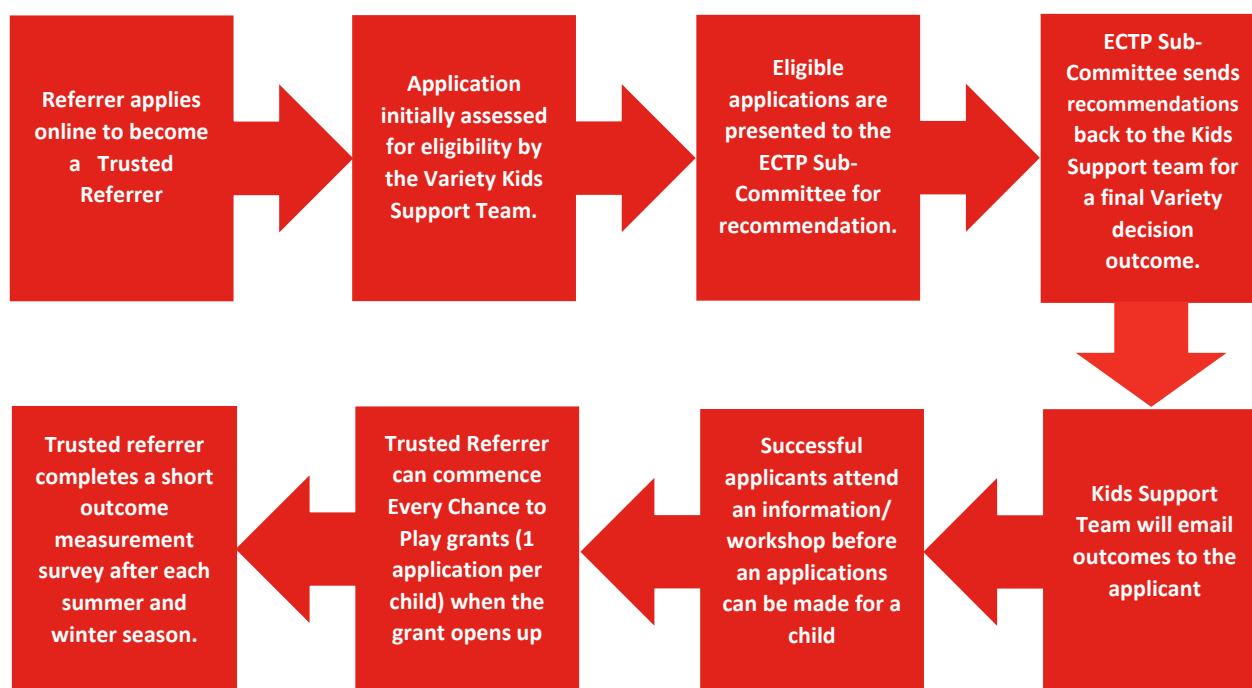 Referrer applies
online to become
a Trusted
Referrer
Application
initially assessed
for eligibility by
the Variety Kids
Support Team.
Eligible
applications are
presented to the
ECTP Sub-
Committee for
recommendation.
ECTP Sub-
Committee sends
recommendations
back to the Kids
Support team for
a final Variety
decision
outcome.
Kids Support
Team will email
outcomes to the
applicant
Successful
applicants attend
an information/
workshop before
an applications
can be made for a
child
Trusted Referrer
can commence
Every Chance to
Play grants (1
application per
child) when the
grant opens up
Trusted referrer
completes a short
outcome
measurement
survey after each
summer and
winter season.